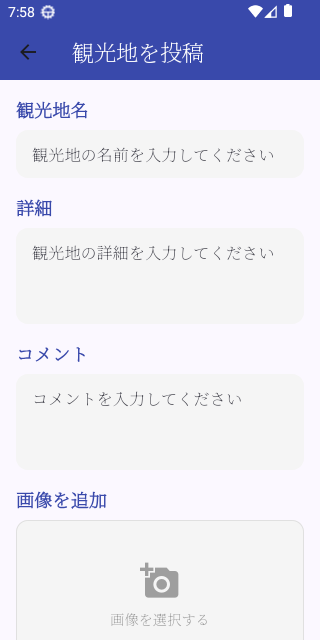 7:58
観光地を投稿
観光地名
観光地の名前を入力してください
詳細
観光地の詳細を入力してください
コメント
コメントを入力してください
画像を追加
画像を選択する